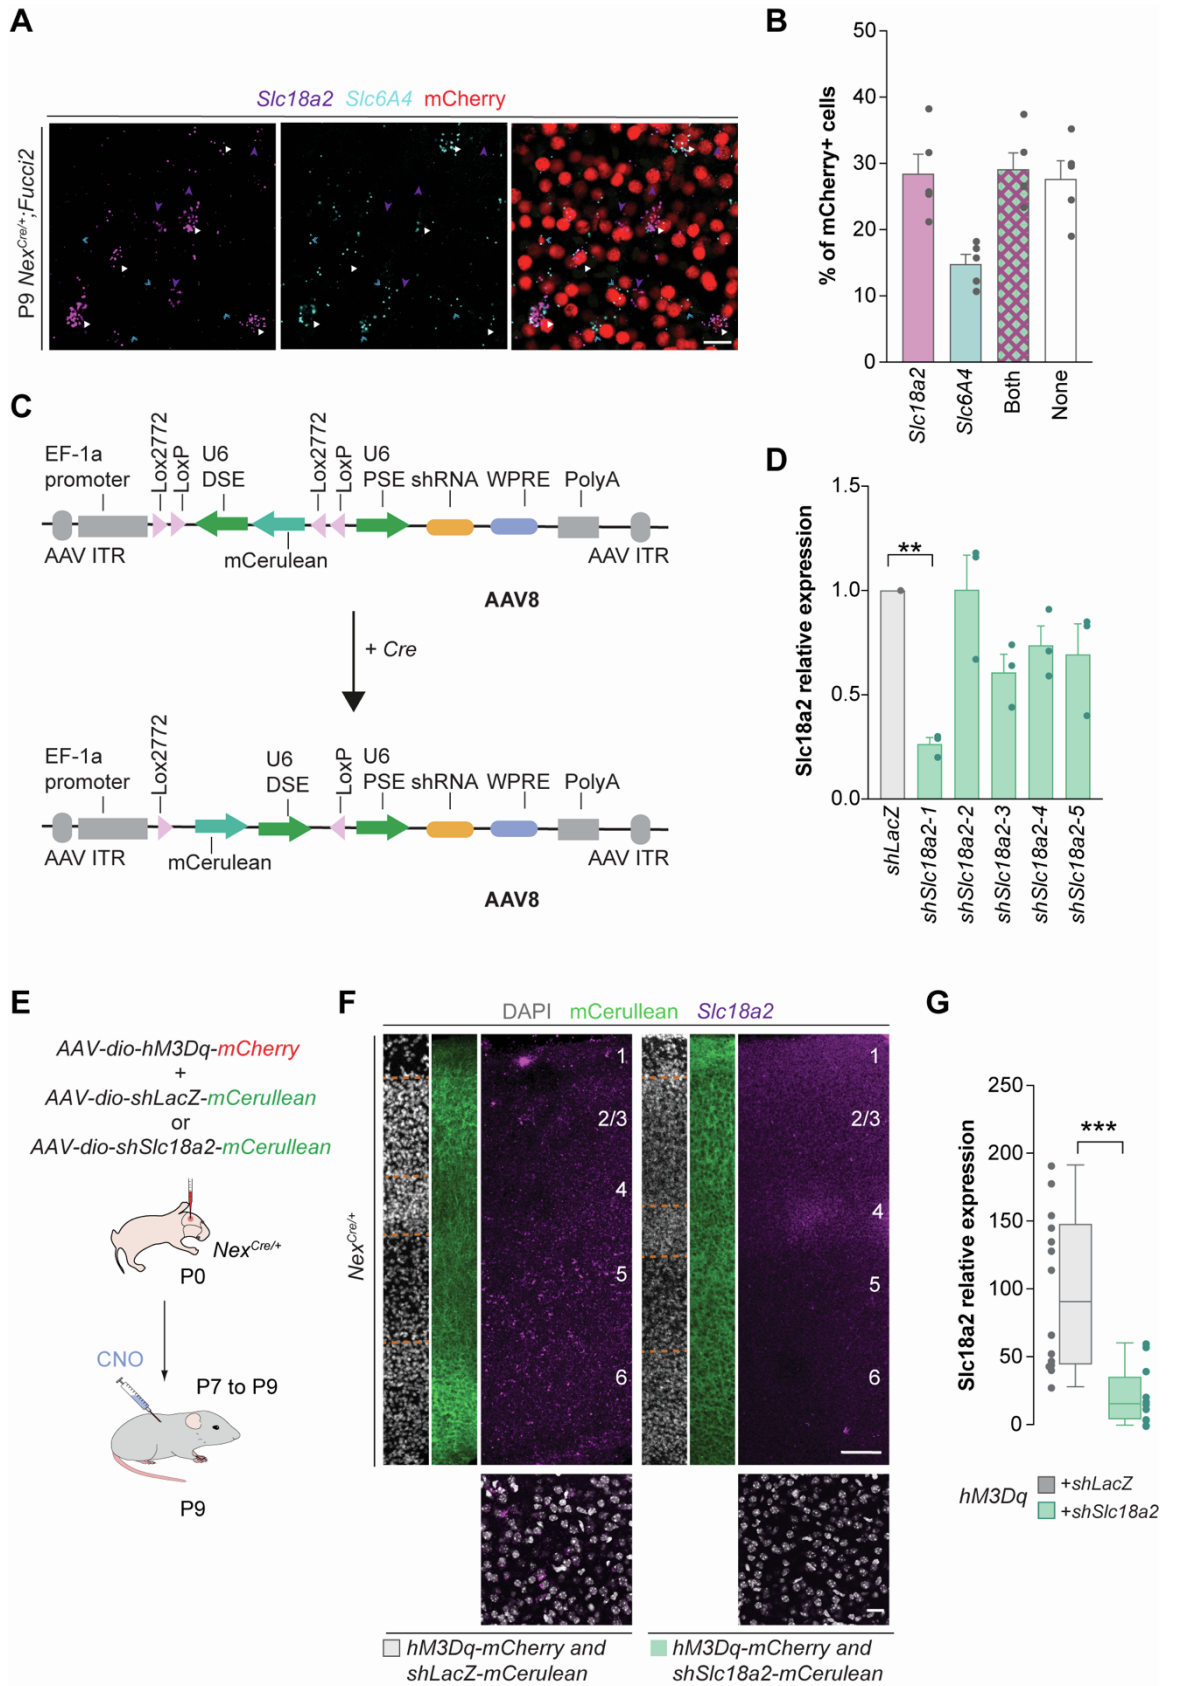 A
Slc18a2 Slc6A4 mCherry
P9 NexCre/+;Fucci2
B
% of mCherry+ cells
50
40
30
20
10
0
Slc18a2
Slc6A4
Both
None
C
EF-1a promoter
Lox2772
LoxP
U6 DSE
Lox2772
LoxP
U6 PSE
shRNA
WPRE
PolyA
AAV ITR
mCerulean
AAV ITR
AAV8
+ Cre
EF-1a promoter
Lox2772
U6 DSE
LoxP
U6 PSE
shRNA
WPRE
PolyA
AAV ITR
mCerulean
AAV ITR
AAV8
D
Slc18a2 relative expression
1.5
1.0
0.5
0.0
**
shLacZ
shSlc18a2-1
shSlc18a2-2
shSlc18a2-3
shSlc18a2-4
shSlc18a2-5
E
AAV-dio-hM3Dq-mCherry
+
AAV-dio-shLacZ-mCerullean
or
AAV-dio-shSlc18a2-mCerullean
NexCre/+
P0
CNO
P7 to P9
P9
F
DAPI mCerullean Slc18a2
NexCre/+
1
2/3
4
5
6
1
2/3
4
5
6
hM3Dq-mCherry and
shLacZ-mCerulean
hM3Dq-mCherry and
shSlc18a2-mCerulean
G
Slc18a2 relative expression
250
200
150
100
50
0
***
hM3Dq
+shLacZ
+shSlc18a2